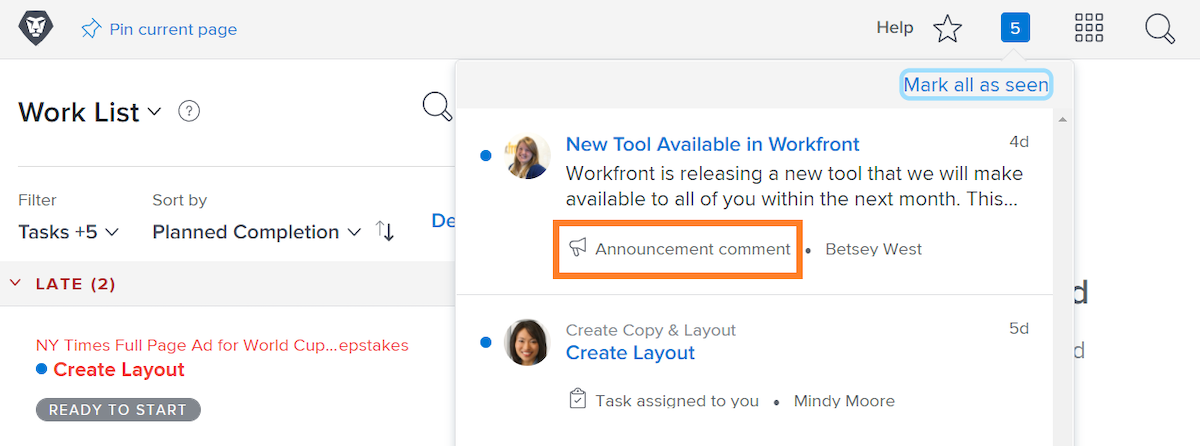 Pin current page
Help
5
Mark all as seen
Work List
?
New Tool Available in Workfront
4d
Workfront is releasing a new tool that we will make
available to all of you within the next month. This...
Announcement comment • Betsey West
Filter
Sort by
Tasks +5
Planned Completion
De
LATE (2)
d
Create Copy & Layout
5d
Create Layout
Task assigned to you • Mindy Moore
NY Times Full Page Ad for World Cup...epstakes
Create Layout
READY TO START
d